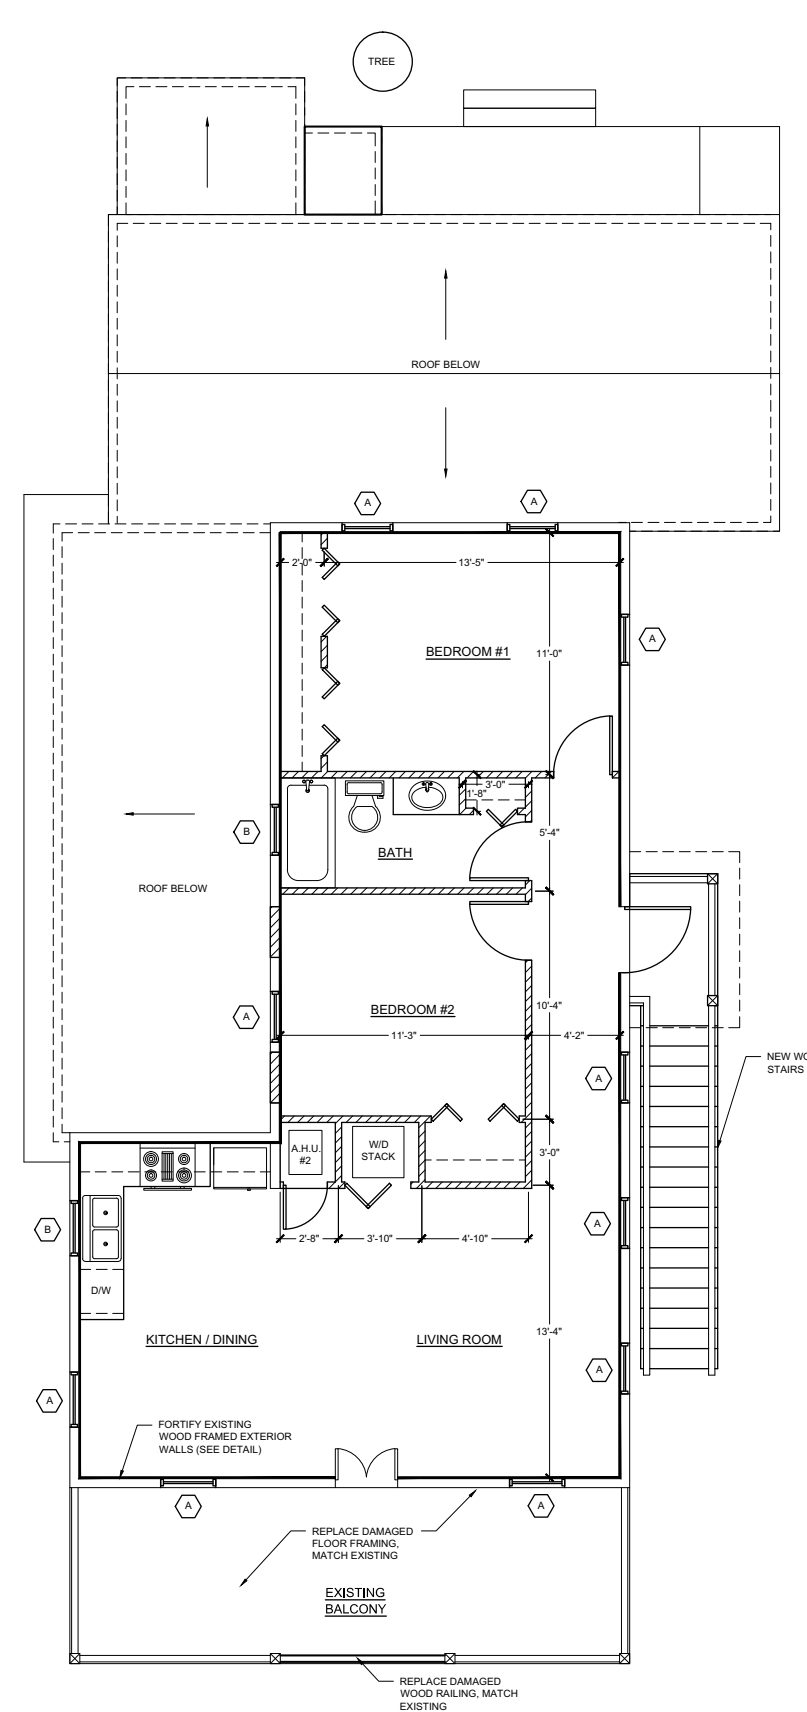 TREE
ROOF BELOW
A
A
2'-0"
13'-5"
A
BEDROOM #1
11'-0"
3'-0"
1'-8"
B
5'-4"
BATH
ROOF BELOW
10'-4"
BEDROOM #2
A
11'-3"
4'-2"
NEW WO
STAIRS
A
A.H.U.
#2
W/D
STACK
3'-0"
B
A
2'-8"
3'-10"
4'-10"
D/W
13'-4"
KITCHEN / DINING
LIVING ROOM
A
A
FORTIFY EXISTING
WOOD FRAMED EXTERIOR
WALLS (SEE DETAIL)
A
A
REPLACE DAMAGED
FLOOR FRAMING,
MATCH EXISTING
EXISTING
BALCONY
REPLACE DAMAGED
WOOD RAILING, MATCH
EXISTING